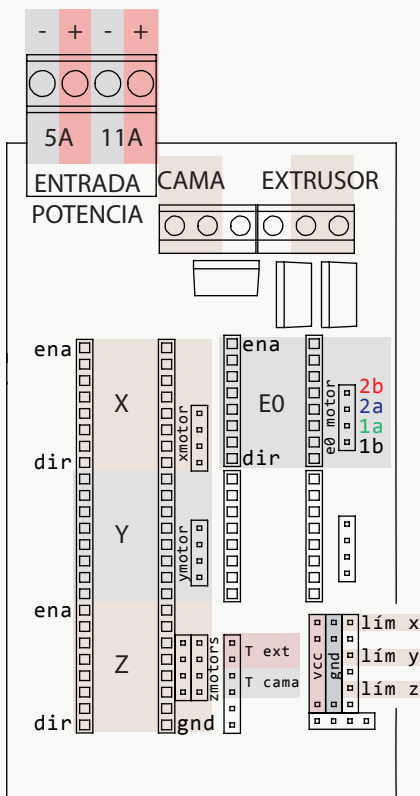 - + - +
5A 11A
ENTRADA
POTENCIA
CAMA EXTRUSOR
ena
X
dir
xmotor
ena
E0
dir
e0 motor
2b
2a
1a
1b
Y
ymotor
ena
Z
dir
gnd
zmotors
T ext
T cama
vcc
gnd
lím x
lím y
lím z